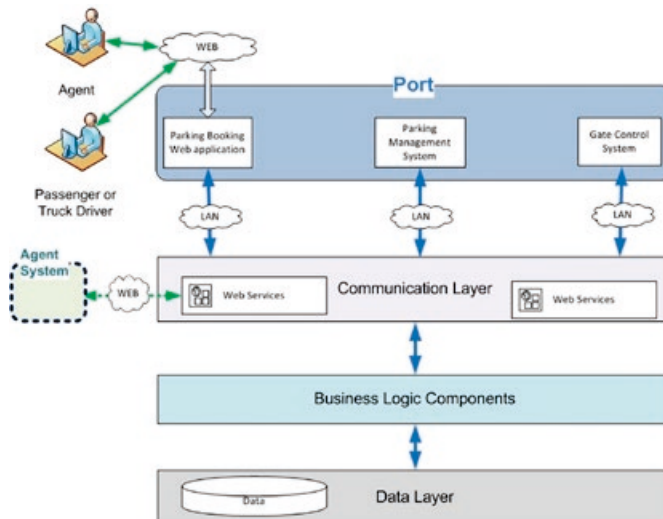 WEB
Agent
Port
Parking Booking
Web application
Parking
Management
System
Gate Control
System
Passenger or
Truck Driver
LAN
LAN
LAN
Agent
System
WEB
Web Services
Communication Layer
Web Services
Business Logic Components
Data
Data Layer